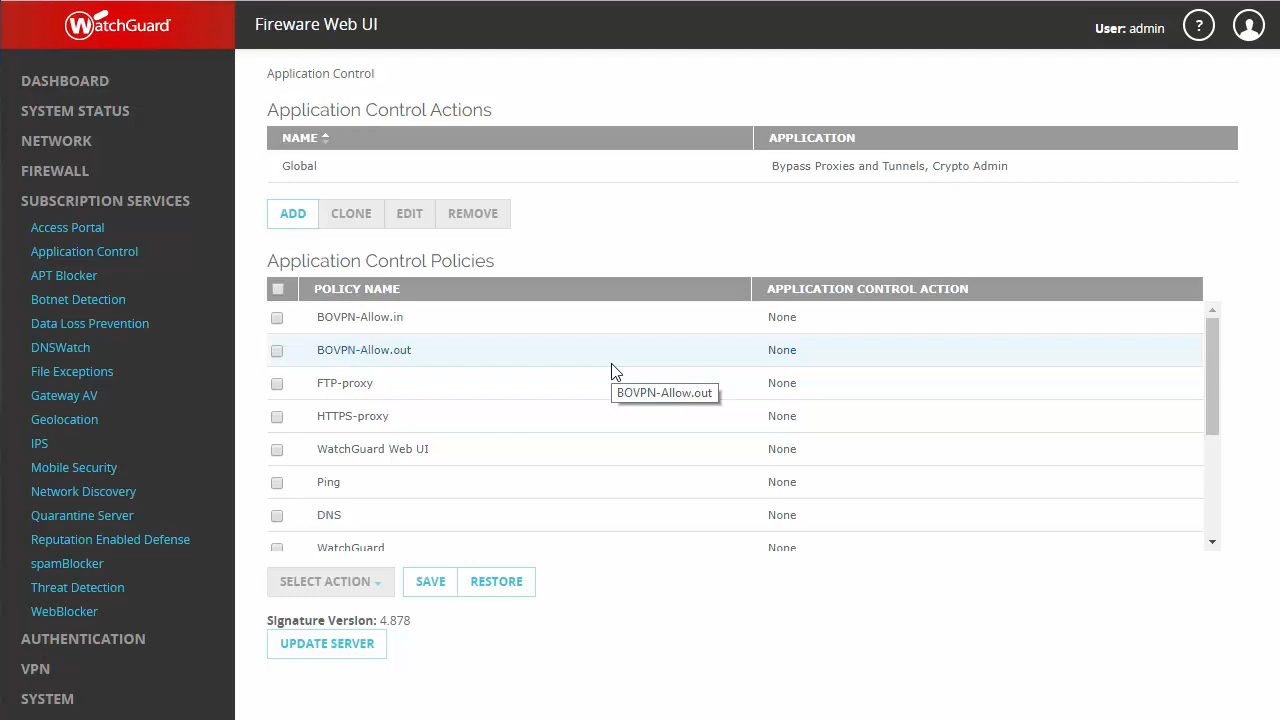 WatchGuard
Fireware Web UI
User: admin
?
DASHBOARD
SYSTEM STATUS
NETWORK
FIREWALL
SUBSCRIPTION SERVICES
Access Portal
Application Control
APT Blocker
Botnet Detection
Data Loss Prevention
DNSWatch
File Exceptions
Gateway AV
Geolocation
IPS
Mobile Security
Network Discovery
Quarantine Server
Reputation Enabled Defense
spamBlocker
Threat Detection
WebBlocker
AUTHENTICATION
VPN
SYSTEM
Application Control
Application Control Actions
NAME APPLICATION
Global Bypass Proxies and Tunnels, Crypto Admin
ADD CLONE EDIT REMOVE
Application Control Policies
POLICY NAME APPLICATION CONTROL ACTION
BOVPN-Allow.in None
BOVPN-Allow.out None
FTP-proxy None
BOVPN-Allow.out
HTTPS-proxy None
WatchGuard Web UI None
Ping None
DNS None
WatchGuard None
SELECT ACTION SAVE RESTORE
Signature Version: 4.878
UPDATE SERVER